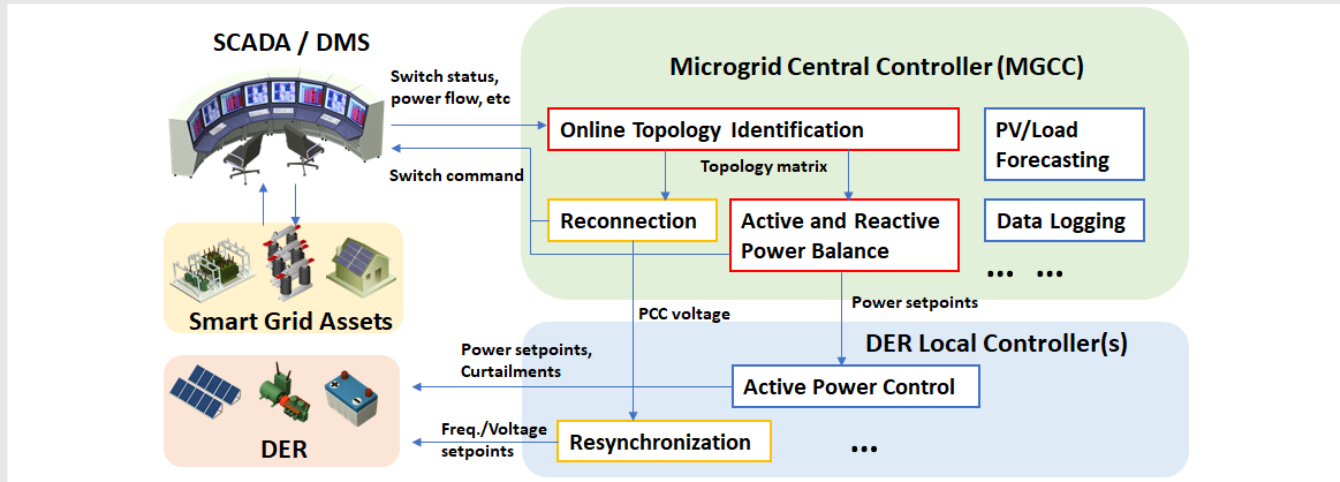 SCADA / DMS
Switch status,
power flow, etc
Switch command
Smart Grid Assets
DER
Microgrid Central Controller (MGCC)
Online Topology Identification
Topology matrix
PV/Load
Forecasting
Reconnection
Active and Reactive
Power Balance
Data Logging
... ...
PCC voltage
Power setpoints
DER Local Controller(s)
Power setpoints,
Curtailments
Active Power Control
Freq./Voltage
setpoints
Resynchronization
...